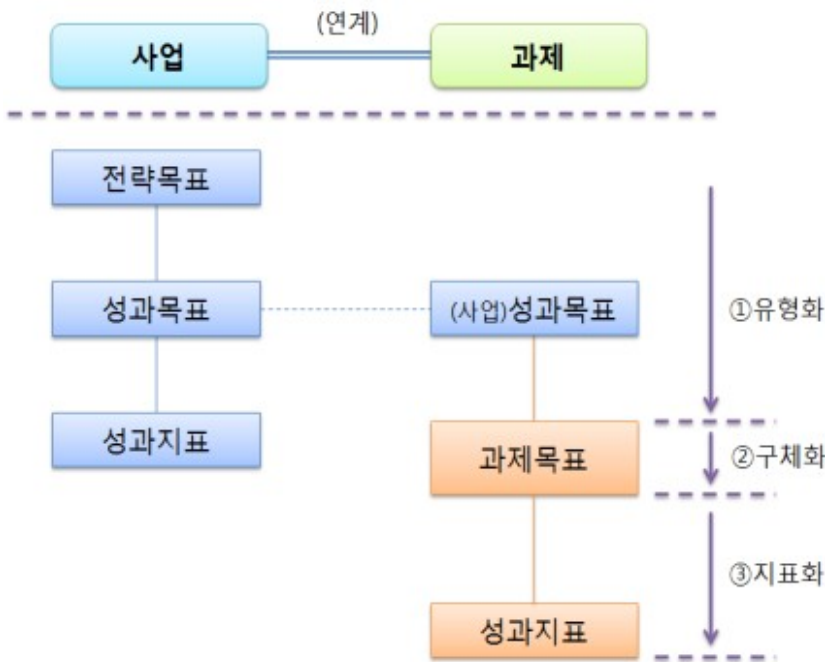 (연계)
사업
과제
전략목표
성과목표
(사업)성과목표
①유형화
성과지표
과제목표
②구체화
③지표화
성과지표